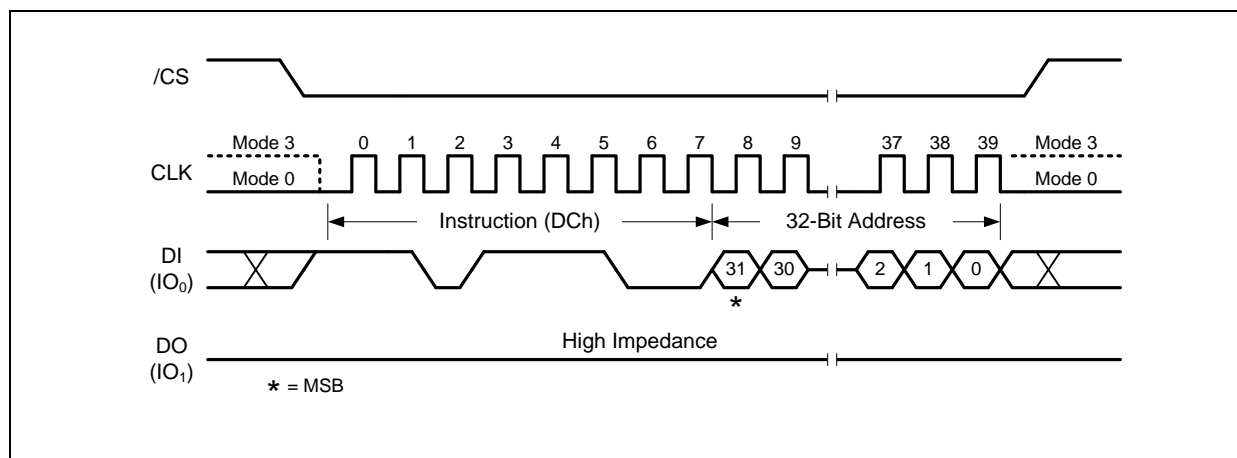 /CS
Mode 3 0 1 2 3 4 5 6 7 8 9 37 38 39 Mode 3
CLK
Mode 0 Mode 0
Instruction (DCh) 32-Bit Address
DI
(IO₀)
31 30 2 1 0
*
High Impedance
DO
(IO₁)
* = MSB